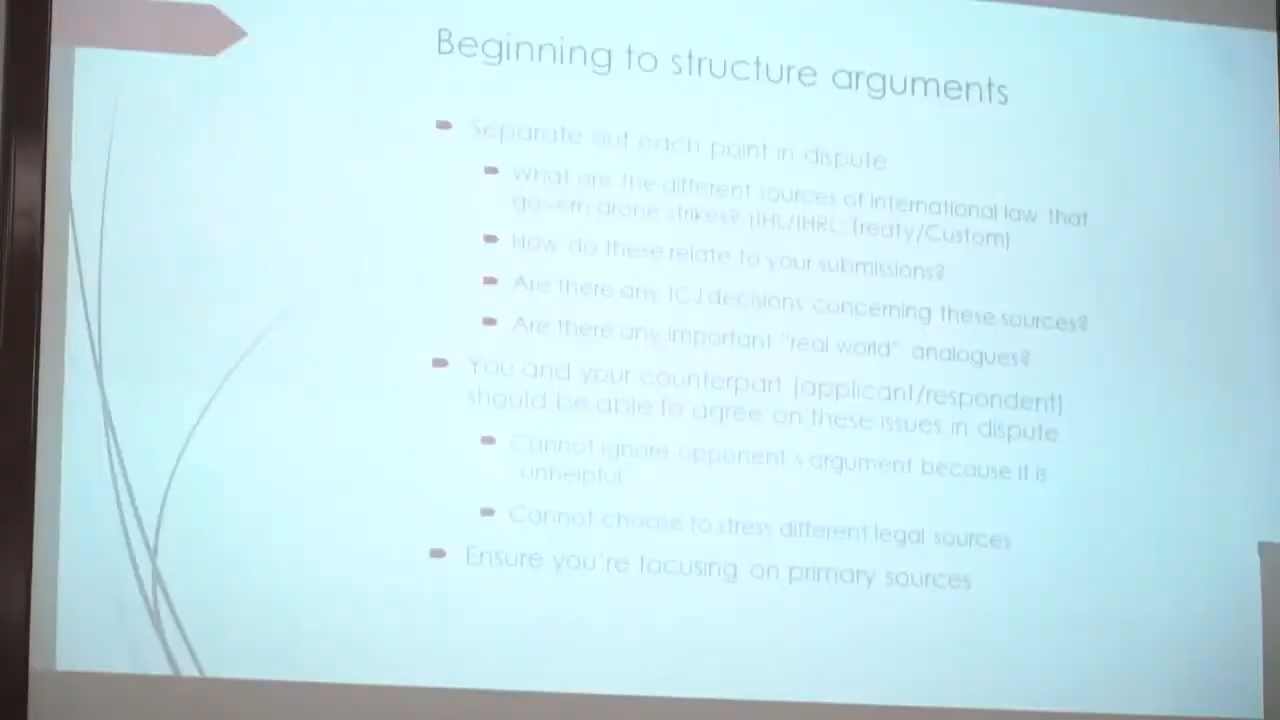 Beginning to structure arguments
Separate out each point in dispute
What are the different sources of international law that
govern drone strikes? (IHL/IHRL; Treaty/Custom)
How do these relate to your submissions?
Are there any ICJ decisions concerning these sources?
Are there any important "real world" analogues?
You and your counterpart (applicant/respondent)
should be able to agree on these issues in dispute
Cannot ignore opponent's argument because it is
unhelpful
Cannot choose to stress different legal sources
Ensure you're focusing on primary sources